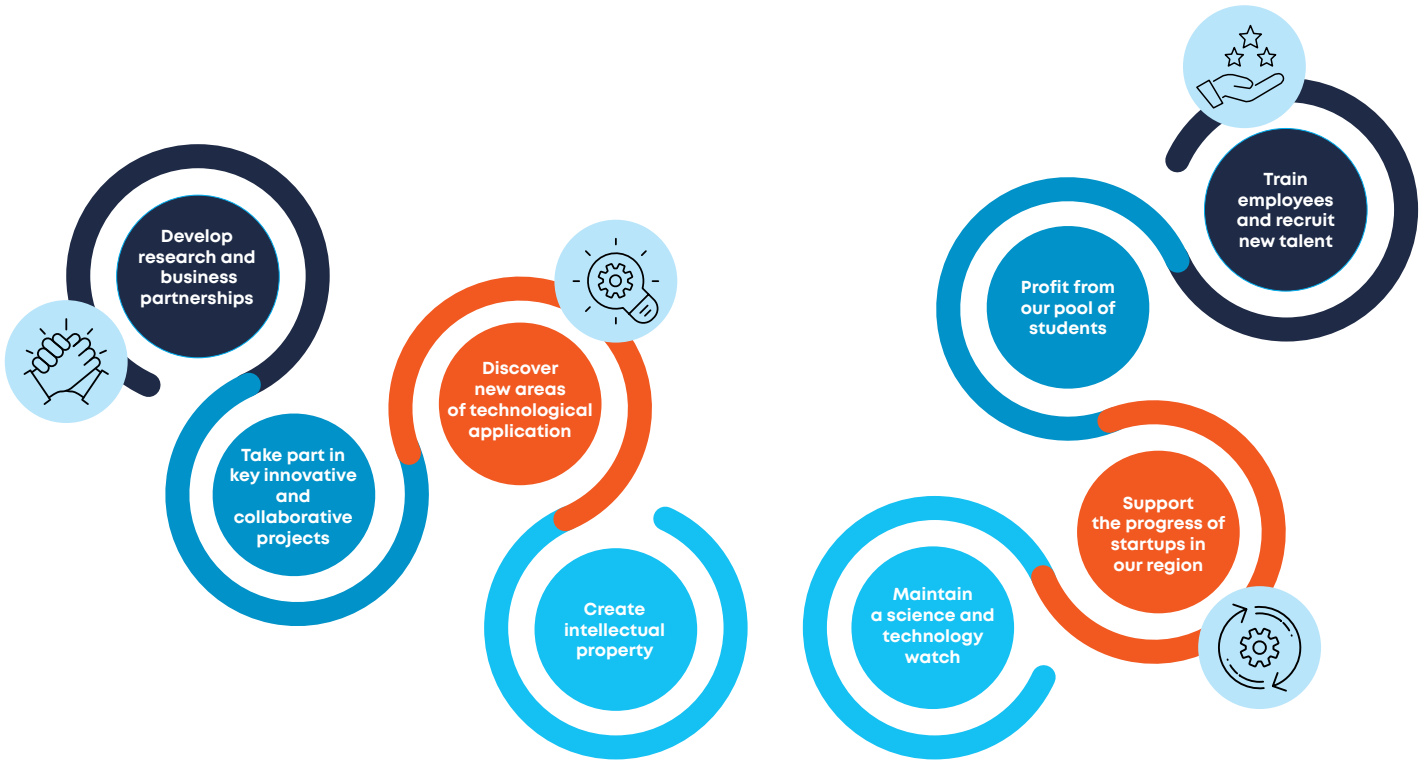 Develop
research and
business
partnerships
Take part in
key innovative
and
collaborative
projects
Discover
new areas
of technological
application
Create
intellectual
property
Maintain
a science and
technology
watch
Support
the progress of
startups in
our region
Profit from
our pool of
students
Train
employees
and recruit
new talent